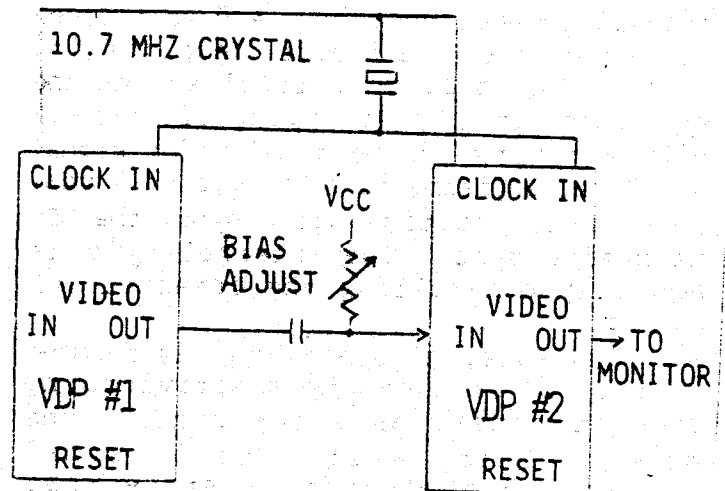 10.7 MHZ CRYSTAL
CLOCK IN
VIDEO
IN OUT
VDP #1
RESET
VCC
BIAS
ADJUST
CLOCK IN
VIDEO
IN OUT
VDP #2
RESET
TO
MONITOR